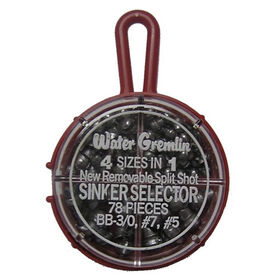 Water Gremlin
4 SIZES IN 1
New Removable Split Shot
SINKER SELECTOR
78 PIECES
BB-3/0, #7, #5